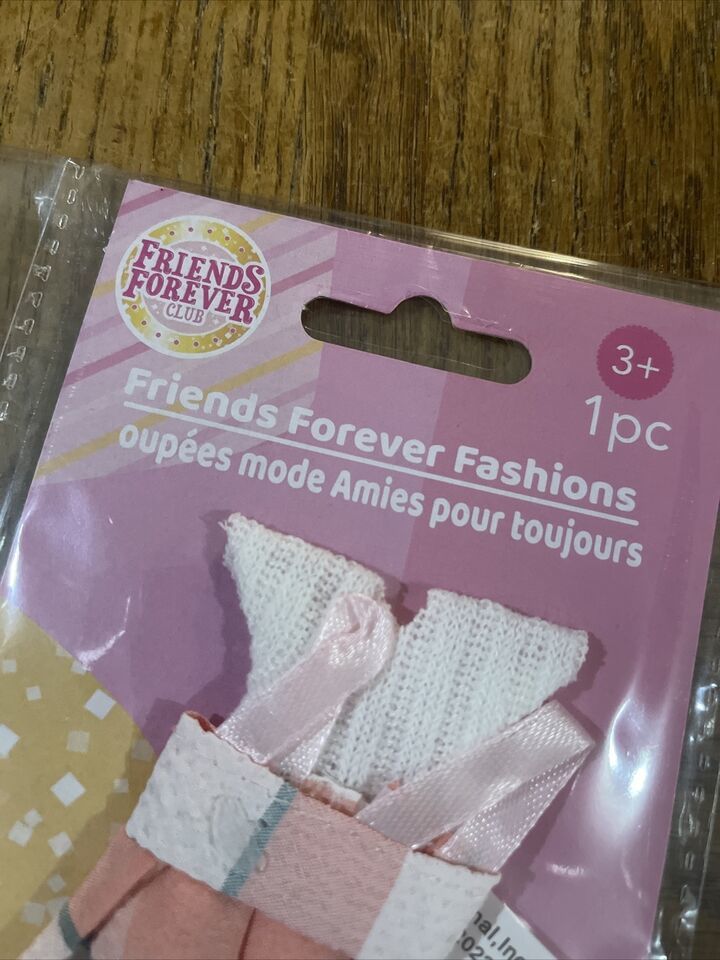 FRIENDS
FOREVER
CLUB
3+
1pc
Friends Forever Fashions
oupées mode Amies pour toujours